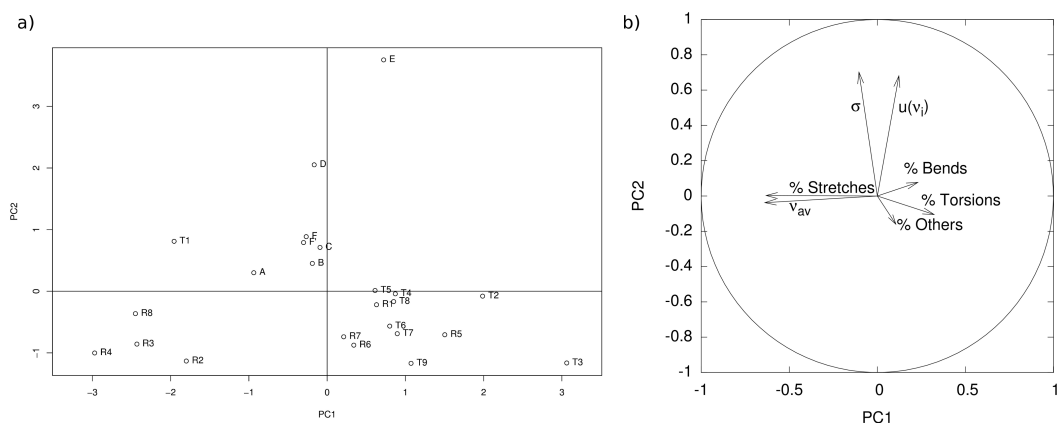 a)
PC2
3
2
1
0
−1
E
D
F
F'
C
B
T1
A
T5
T4
T8
R1
T2
R8
R3
R4
R2
R7
R6
T6
T7
R5
T9
T3
−3
−2
−1
0
1
2
3
PC1
b)
PC2
1
0.8
0.6
0.4
0.2
0
-0.2
-0.4
-0.6
-0.8
-1
σ
u(νi)
% Bends
% Stretches
νav
% Torsions
% Others
-1
-0.5
0
0.5
1
PC1